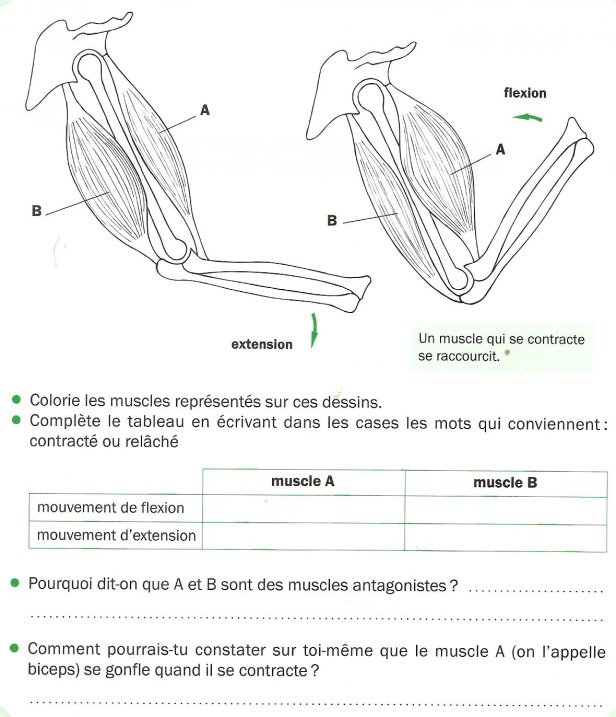 flexion
A
A
B
B
extension
Un muscle qui se contracte
se raccourcit.
• Colorie les muscles représentés sur ces dessins.
• Complète le tableau en écrivant dans les cases les mots qui conviennent :
contracté ou relâché
muscle A muscle B
mouvement de flexion
mouvement d'extension
• Pourquoi dit-on que A et B sont des muscles antagonistes ? ......................
................................................................................
• Comment pourrais-tu constater sur toi-même que le muscle A (on l'appelle
biceps) se gonfle quand il se contracte ?
................................................................................